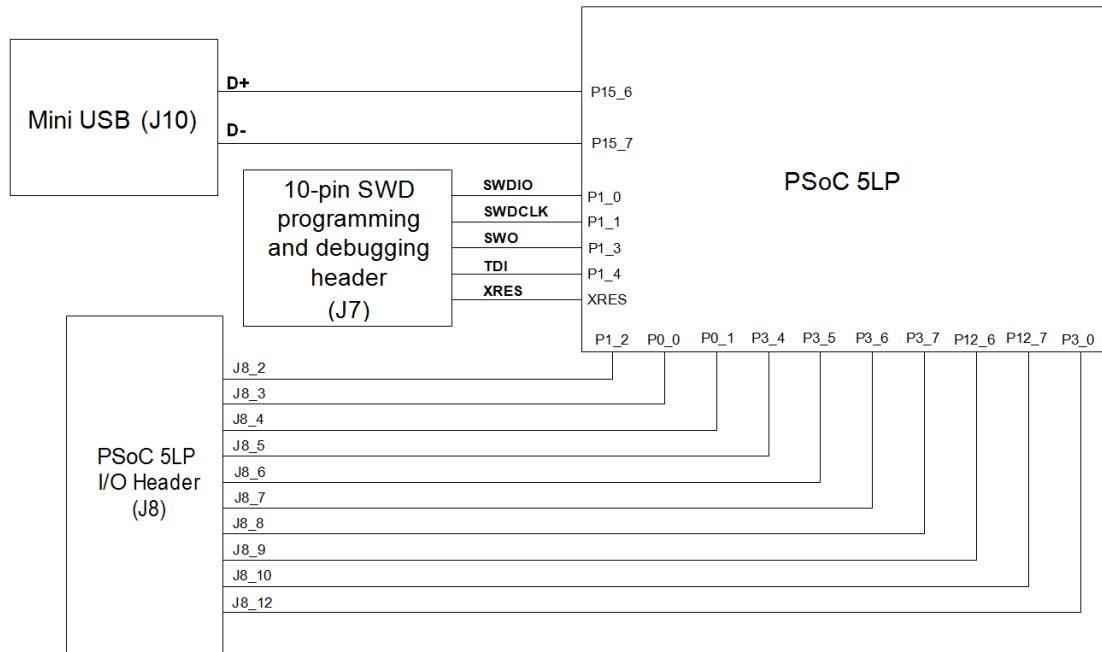 Mini USB (J10)
D+
D-
P15_6
P15_7
PSoC 5LP
10-pin SWD
programming
and debugging
header
(J7)
SWDIO
SWDCLK
SWO
TDI
XRES
P1_0
P1_1
P1_3
P1_4
XRES
P1_2 P0_0 P0_1 P3_4 P3_5 P3_6 P3_7 P12_6 P12_7 P3_0
PSoC 5LP
I/O Header
(J8)
J8_2
J8_3
J8_4
J8_5
J8_6
J8_7
J8_8
J8_9
J8_10
J8_12